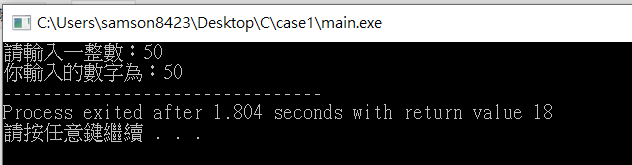 C:\Users\samson8423\Desktop\C\case1\main.exe
請輸入一整數：50
你輸入的數字為：50
--------------------------------
Process exited after 1.804 seconds with return value 18
請按任意鍵繼續 . . .